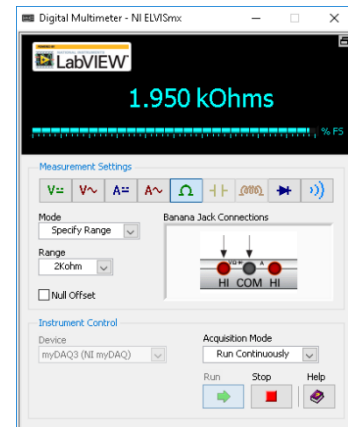 Digital Multimeter - NI ELVISmx
LabVIEW
1.950 kOhms
% FS
Measurement Settings
V= V~ A= A~ Ω
Mode
Specify Range
Banana Jack Connections
Range
2Kohm
HI COM HI
Null Offset
Instrument Control
Device
myDAQ3 (NI myDAQ)
Acquisition Mode
Run Continuously
Run Stop Help